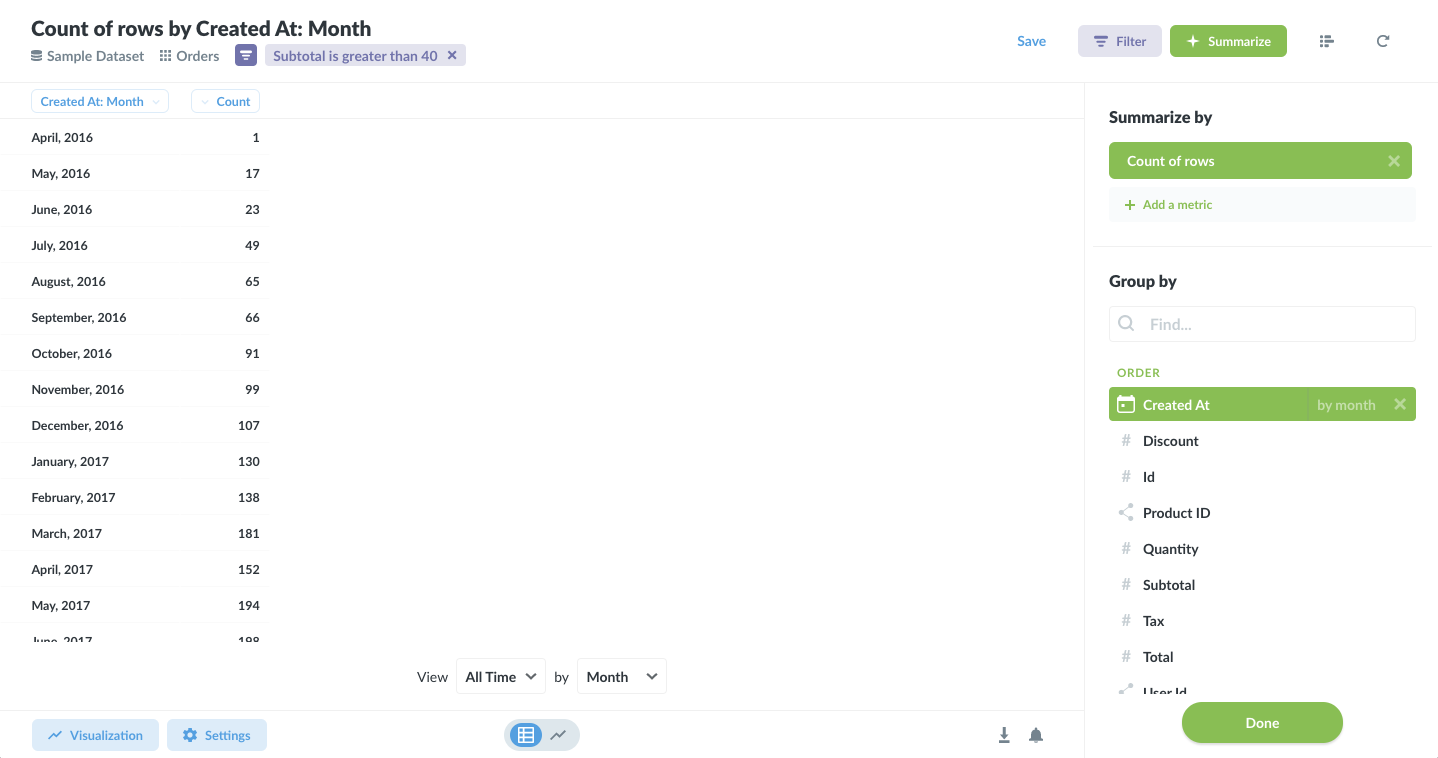 Count of rows by Created At: Month
Sample Dataset Orders Subtotal is greater than 40
Save Filter Summarize
Created At: Month Count
April, 2016 1
May, 2016 17
June, 2016 23
July, 2016 49
August, 2016 65
September, 2016 66
October, 2016 91
November, 2016 99
December, 2016 107
January, 2017 130
February, 2017 138
March, 2017 181
April, 2017 152
May, 2017 194
June, 2017 198
View All Time by Month
Visualization Settings
Summarize by
Count of rows
Add a metric
Group by
Find...
ORDER
Created At by month
# Discount
# Id
Product ID
# Quantity
# Subtotal
# Tax
# Total
User Id
Done